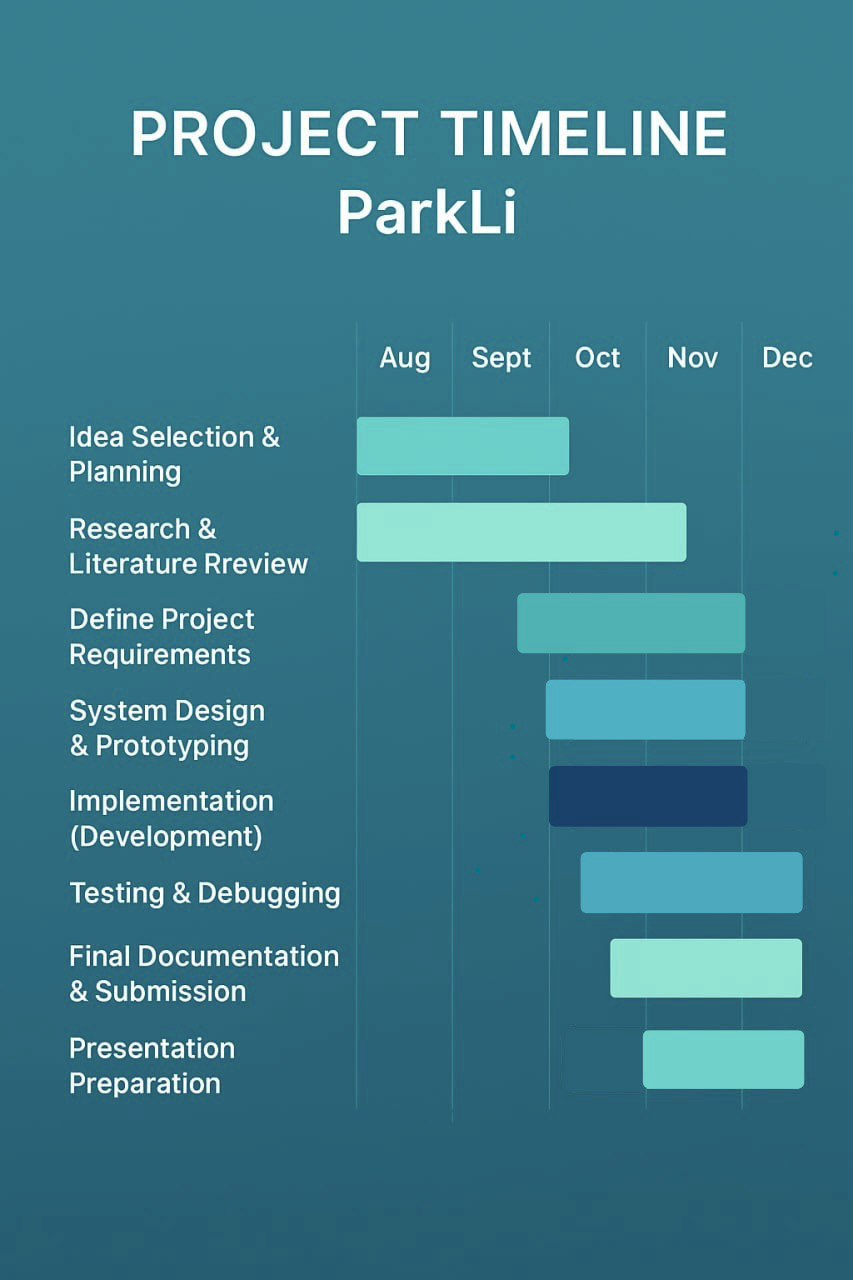 PROJECT TIMELINE
ParkLi
Aug Sept Oct Nov Dec
Idea Selection &
Planning
Research &
Literature Rreview
Define Project
Requirements
System Design
& Prototyping
Implementation
(Development)
Testing & Debugging
Final Documentation
& Submission
Presentation
Preparation